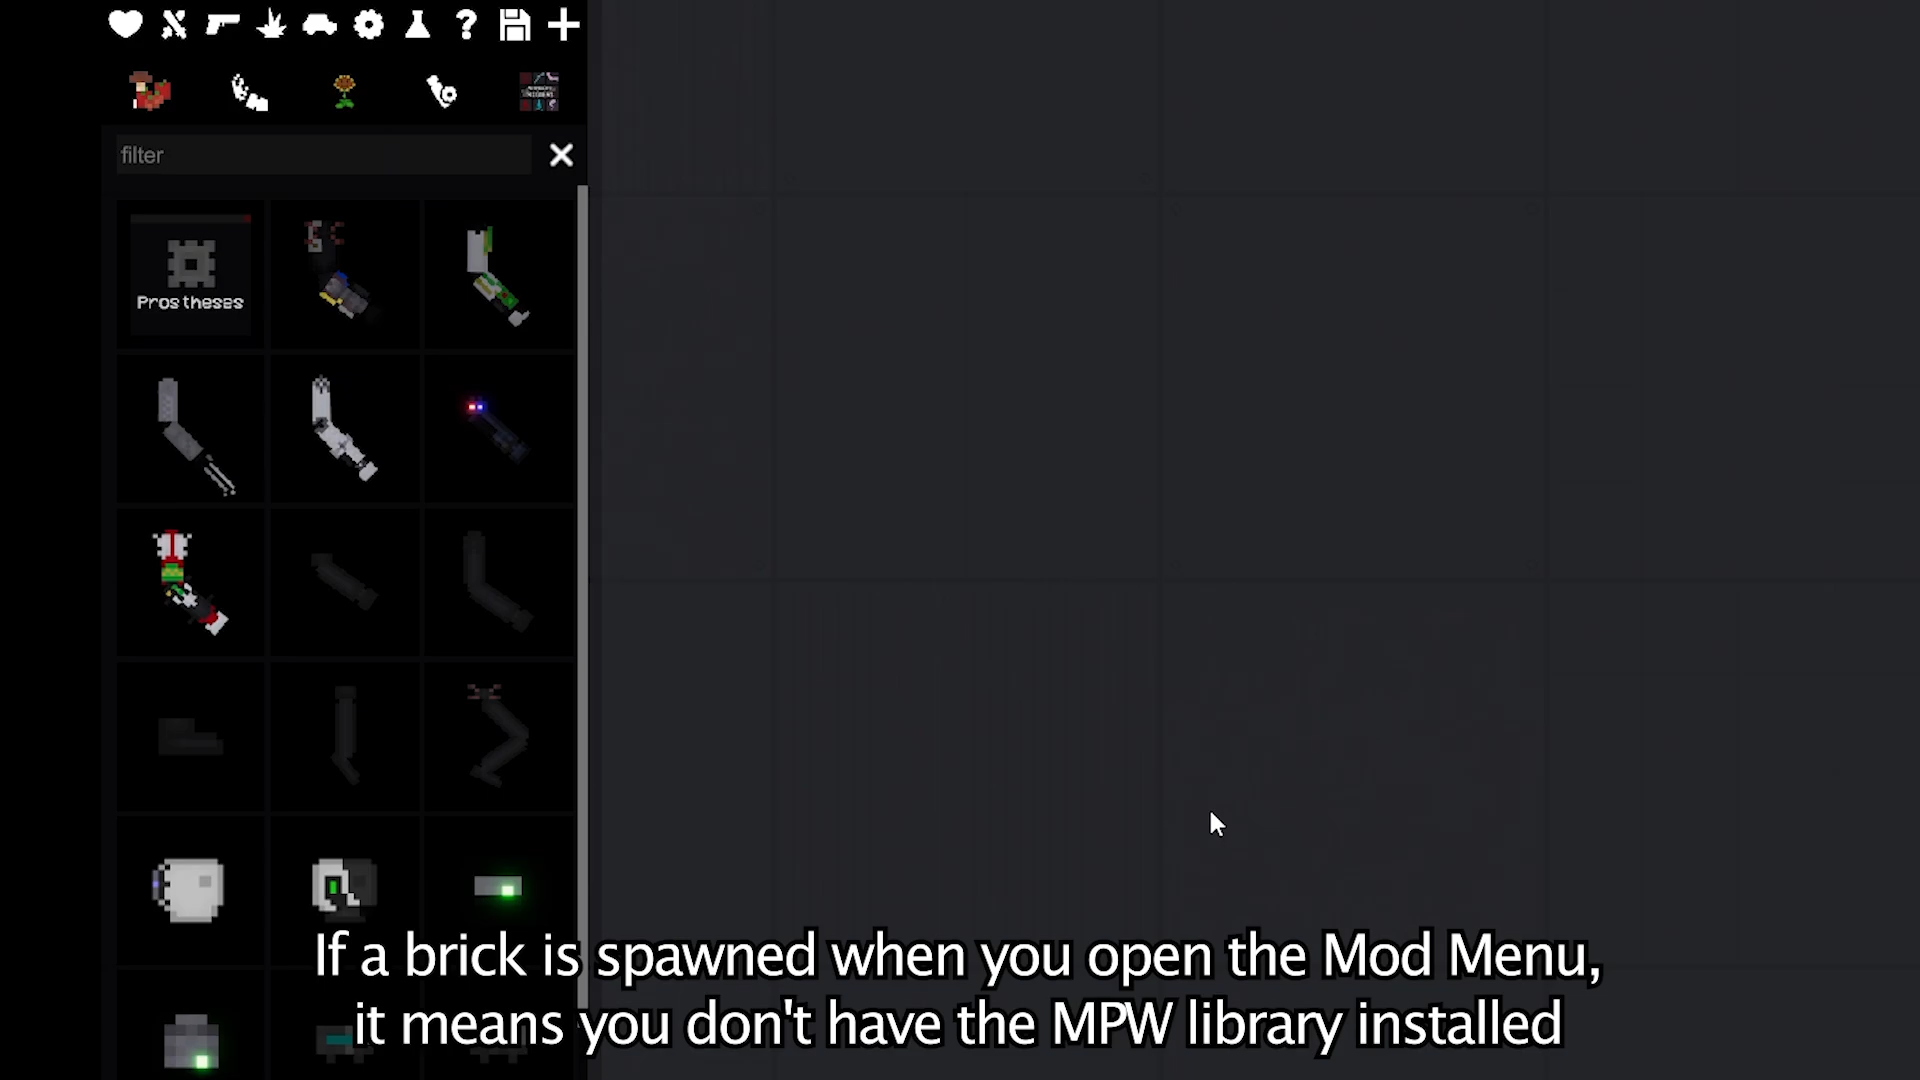 filter
Prostheses
If a brick is spawned when you open the Mod Menu,
it means you don't have the MPW library installed